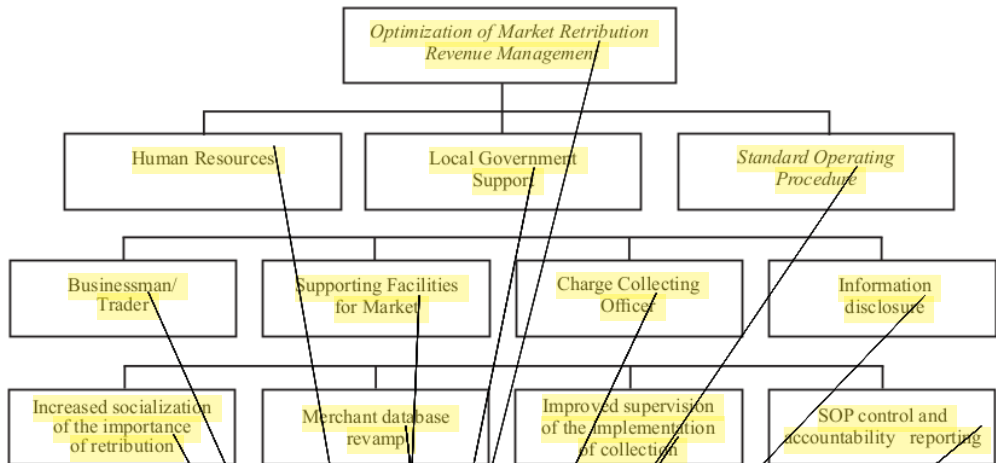 Optimization of Market Retribution
Revenue Management
Human Resources
Local Government
Support
Standard Operating
Procedure
Businessman/
Trader
Supporting Facilities
for Market
Charge Collecting
Officer
Information
disclosure
Increased socialization
of the importance
of retribution
Merchant database
revamp
Improved supervision
of the implementation
of collection
SOP control and
accountability reporting